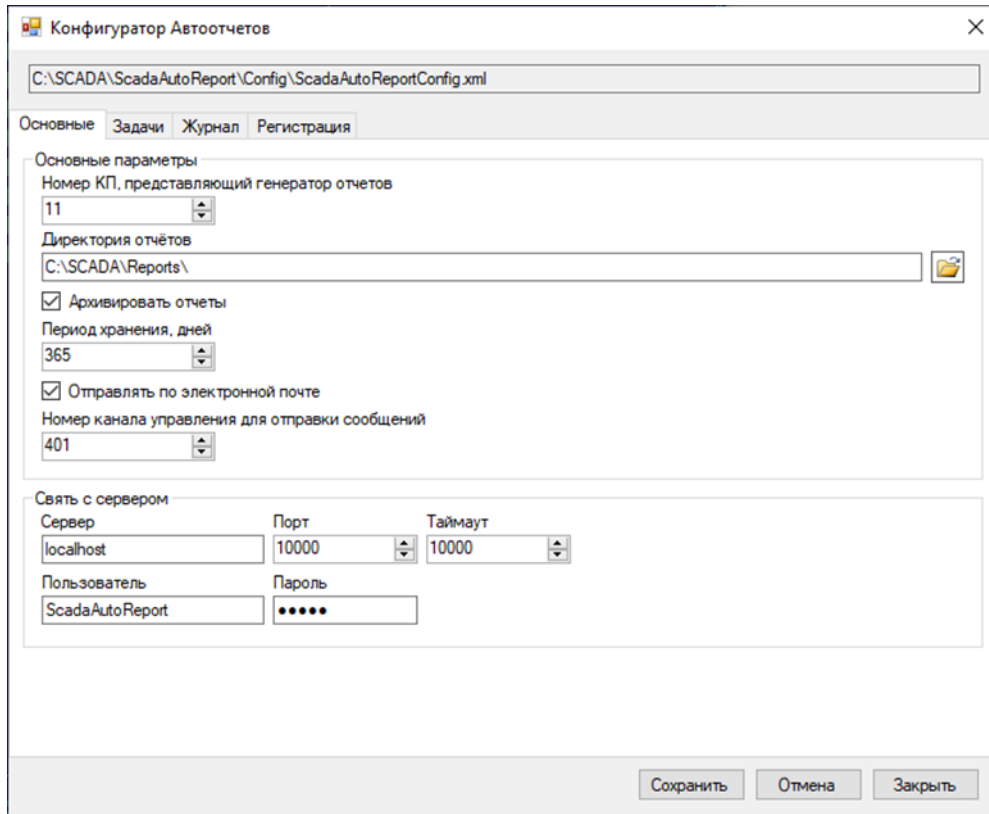 Конфигуратор Автоотчетов
C:\SCADA\ScadaAutoReport\Config\ScadaAutoReportConfig.xml
Основные Задачи Журнал Регистрация
Основные параметры
Номер КП, представляющий генератор отчетов
11
Директория отчётов
C:\SCADA\Reports\
Архивировать отчеты
Период хранения, дней
365
Отправлять по электронной почте
Номер канала управления для отправки сообщений
401
Свять с сервером
Сервер Порт Таймаут
localhost 10000 10000
Пользователь Пароль
ScadaAutoReport •••••
Сохранить Отмена Закрыть